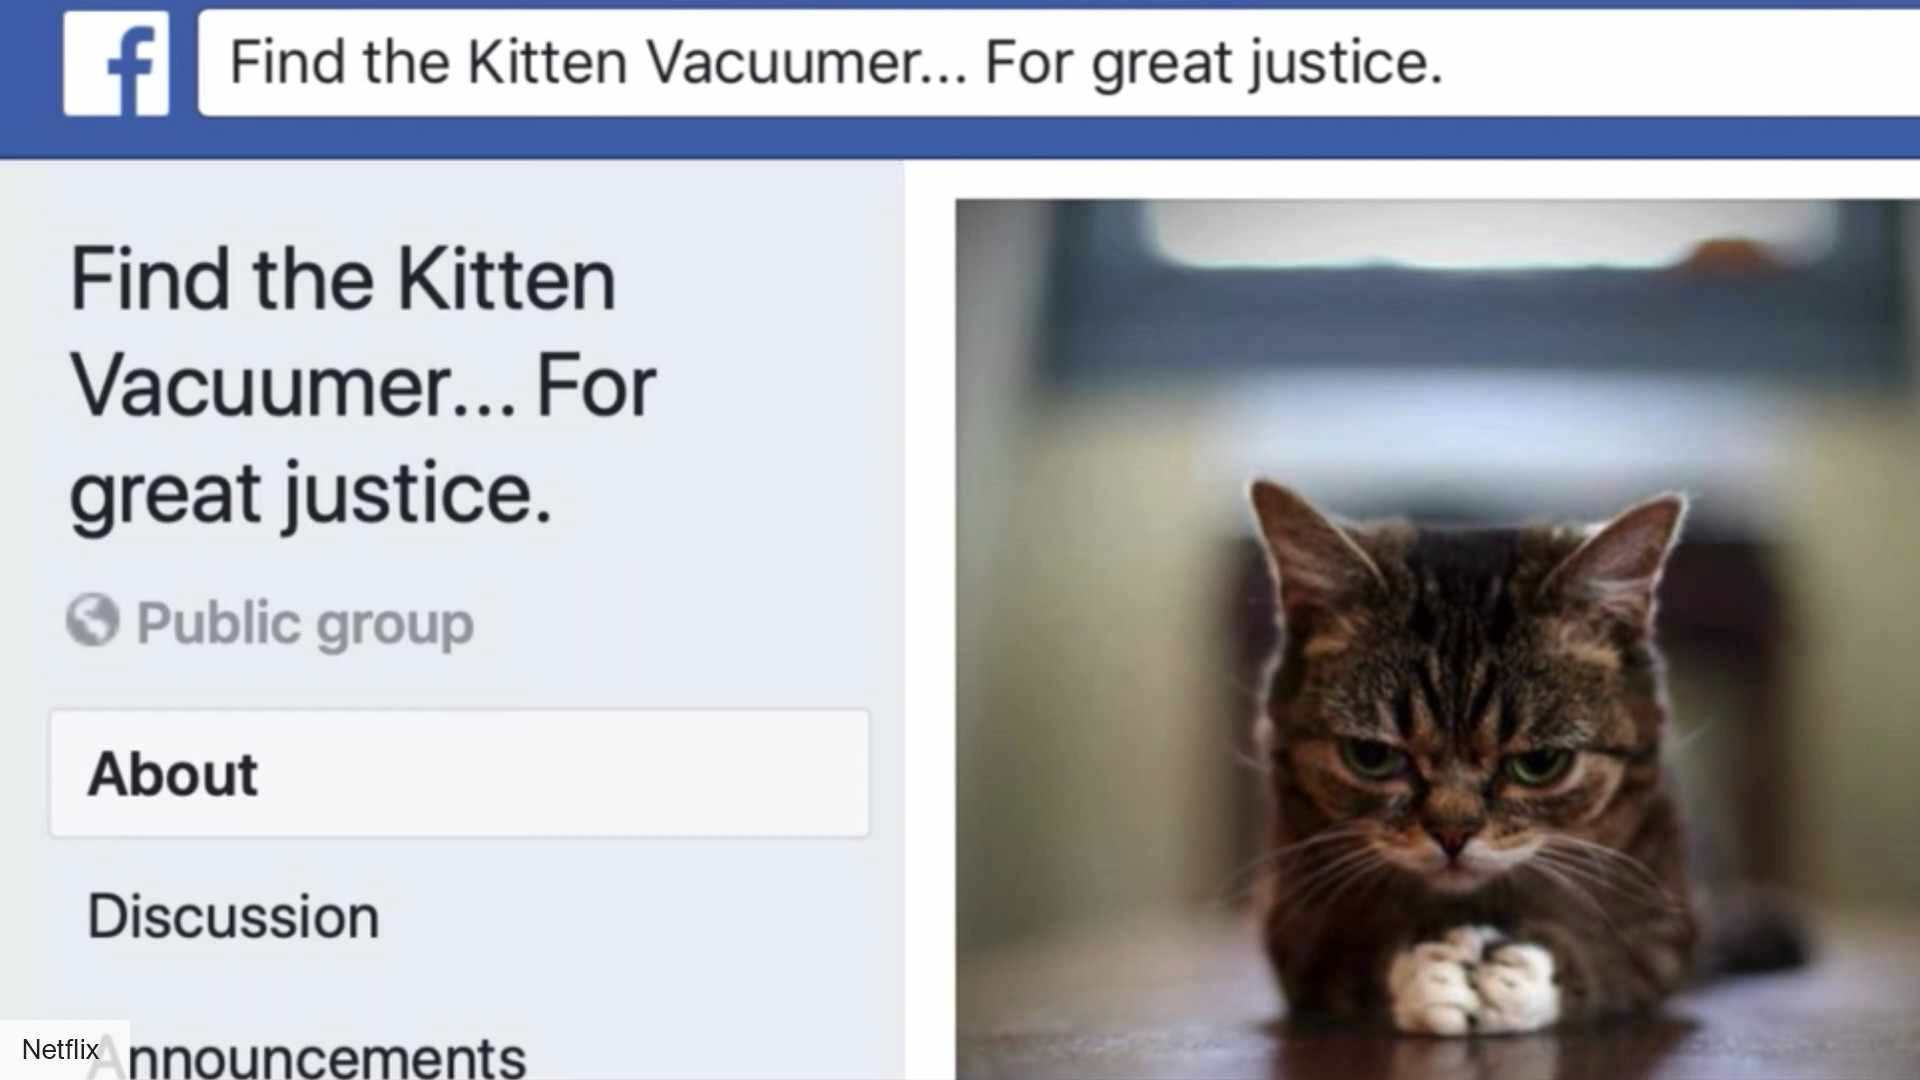 f
Find the Kitten Vacuumer... For great justice.
Find the Kitten
Vacuumer... For
great justice.
Public group
About
Discussion
Announcements
Netflix